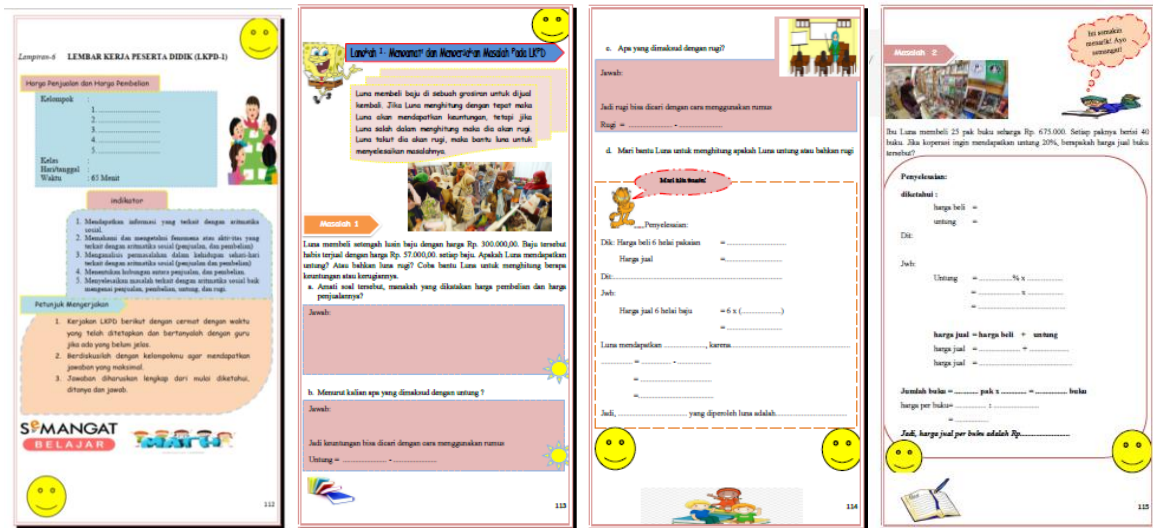 Lampiran-6 LEMBAR KERJA PESERTA DIDIK (LKPD-1)
Harga Penjualan dan Harga Pembelian
Kelompok :
1. ............................
2. ............................
3. ............................
4. ............................
5. ............................
Kelas :
Hari/tanggal :
Waktu : 65 Menit
indikator
1. Mendapatkan informasi yang terkait dengan aritmatika
sosial.
2. Memahami dan mengetahui fenomena atau aktivitas yang
terkait dengan aritmatika sosial (penjualan, dan pembelian)
3. Menganalisis permasalahan dalam kehidupan sehari-hari
terkait dengan aritmatika sosial (penjualan dan pembelian)
4. Menentukan hubungan antara penjualan, dan pembelian.
5. Menyelesaikan masalah terkait dengan aritmatika sosial baik
mengenai penjualan, pembelian, untung, dan rugi.
Petunjuk Mengerjakan
1. Kerjakan LKPD berikut dengan cermat dengan waktu
yang telah ditetapkan dan bertanyalah dengan guru
jika ada yang belum jelas.
2. Berdiskusilah dengan kelompokmu agar mendapatkan
jawaban yang maksimal.
3. Jawaban diharuskan lengkap dari mulai diketahui,
ditanya dan jawab.
SEMANGAT
BELAJAR
MATH
112
Langkah 1: Mengamati dan Menyelesaikan Masalah Pada LKPD
Luna membeli baju di sebuah grosiran untuk dijual
kembali. Jika Luna menghitung dengan tepat maka
Luna akan mendapatkan keuntungan, tetapi jika
Luna salah dalam menghitung maka dia akan rugi.
Luna takut dia akan rugi, maka bantu luna untuk
menyelesaikan masalahnya.
Masalah 1
Luna membeli setengah lusin baju dengan harga Rp. 300.000,00. Baju tersebut
habis terjual dengan harga Rp. 57.000,00. setiap baju. Apakah Luna mendapatkan
untung? Atau bahkan luna rugi? Coba bantu Luna untuk menghitung berapa
keuntungan atau kerugiannya.
a. Amati soal tersebut, manakah yang dikatakan harga pembelian dan harga
penjualannya?
Jawab:
b. Menurut kalian apa yang dimaksud dengan untung ?
Jawab:
Jadi keuntungan bisa dicari dengan cara menggunakan rumus
Untung = .................... - ....................
113
c. Apa yang dimaksud dengan rugi?
Jawab:
Jadi rugi bisa dicari dengan cara menggunakan rumus
Rugi = .................... - ....................
d. Mari bantu Luna untuk menghitung apakah Luna untung atau bahkan rugi
Mari kita bantu!
Penyelesaian:
Dik: Harga beli 6 helai pakaian = ............................
Harga jual =............................
Dit:............................
Jwb:
Harga jual 6 helai baju = 6 x (....................)
= ............................
Luna mendapatkan ...................., karena............................
.................... = .................... - ....................
= ............................
=............................
Jadi, ............................ yang diperoleh luna adalah............................
114
Masalah 2
Ini semakin
menarik! Ayo
semangat!
Ibu Luna membeli 25 pak buku seharga Rp. 675.000. Setiap paknya berisi 40
buku. Jika koperasi ingin mendapatkan untung 20%, berapakah harga jual buku
tersebut?
Penyelesaian:
diketahui :
harga beli =
untung =
Dit:
Jwb:
Untung = ................% x ................
= .................... x ....................
= ............................
harga jual = harga beli + untung
harga jual = .................... + ....................
harga jual = ............................
Jumlah buku = ............ pak x ............ = ............ buku
harga per buku= ............ : ....................
= ................
Jadi, harga jual per buku adalah Rp.........................
115